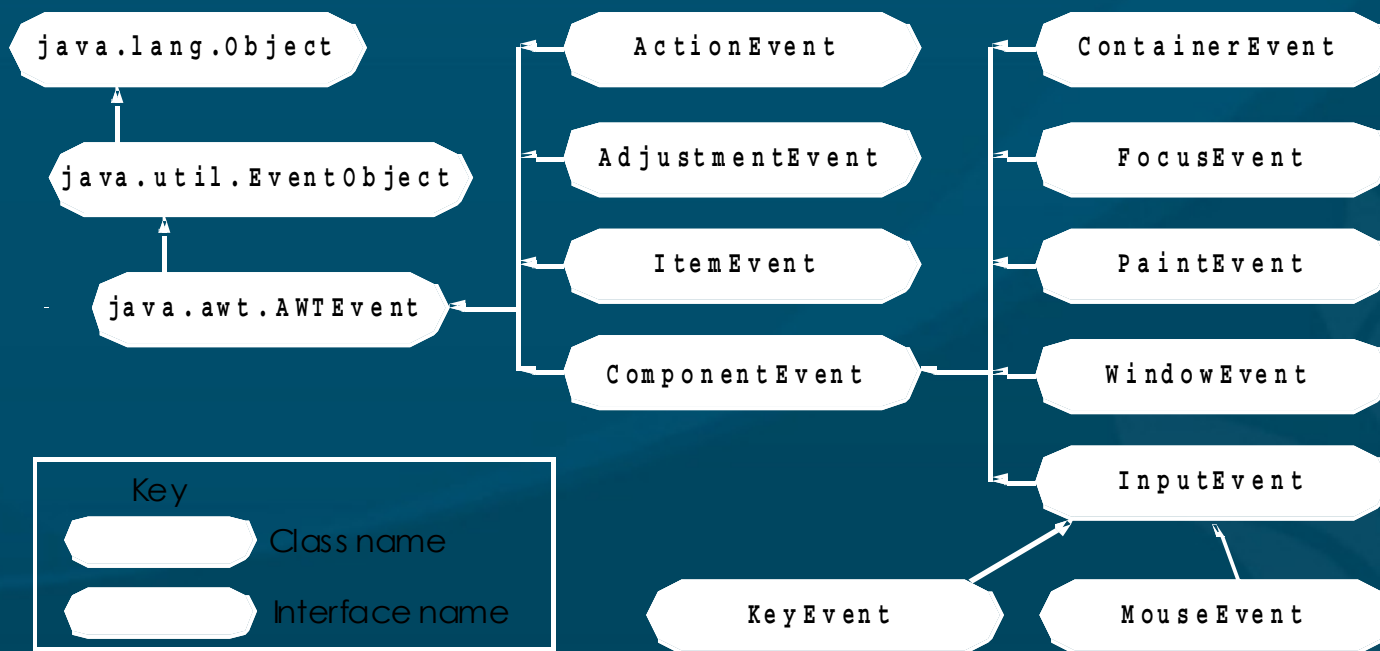 java.lang.Object
java.util.EventObject
java.awt.AWTEvent
ActionEvent
AdjustmentEvent
ItemEvent
ComponentEvent
ContainerEvent
FocusEvent
PaintEvent
WindowEvent
InputEvent
KeyEvent
MouseEvent
Key
Class name
Interface name